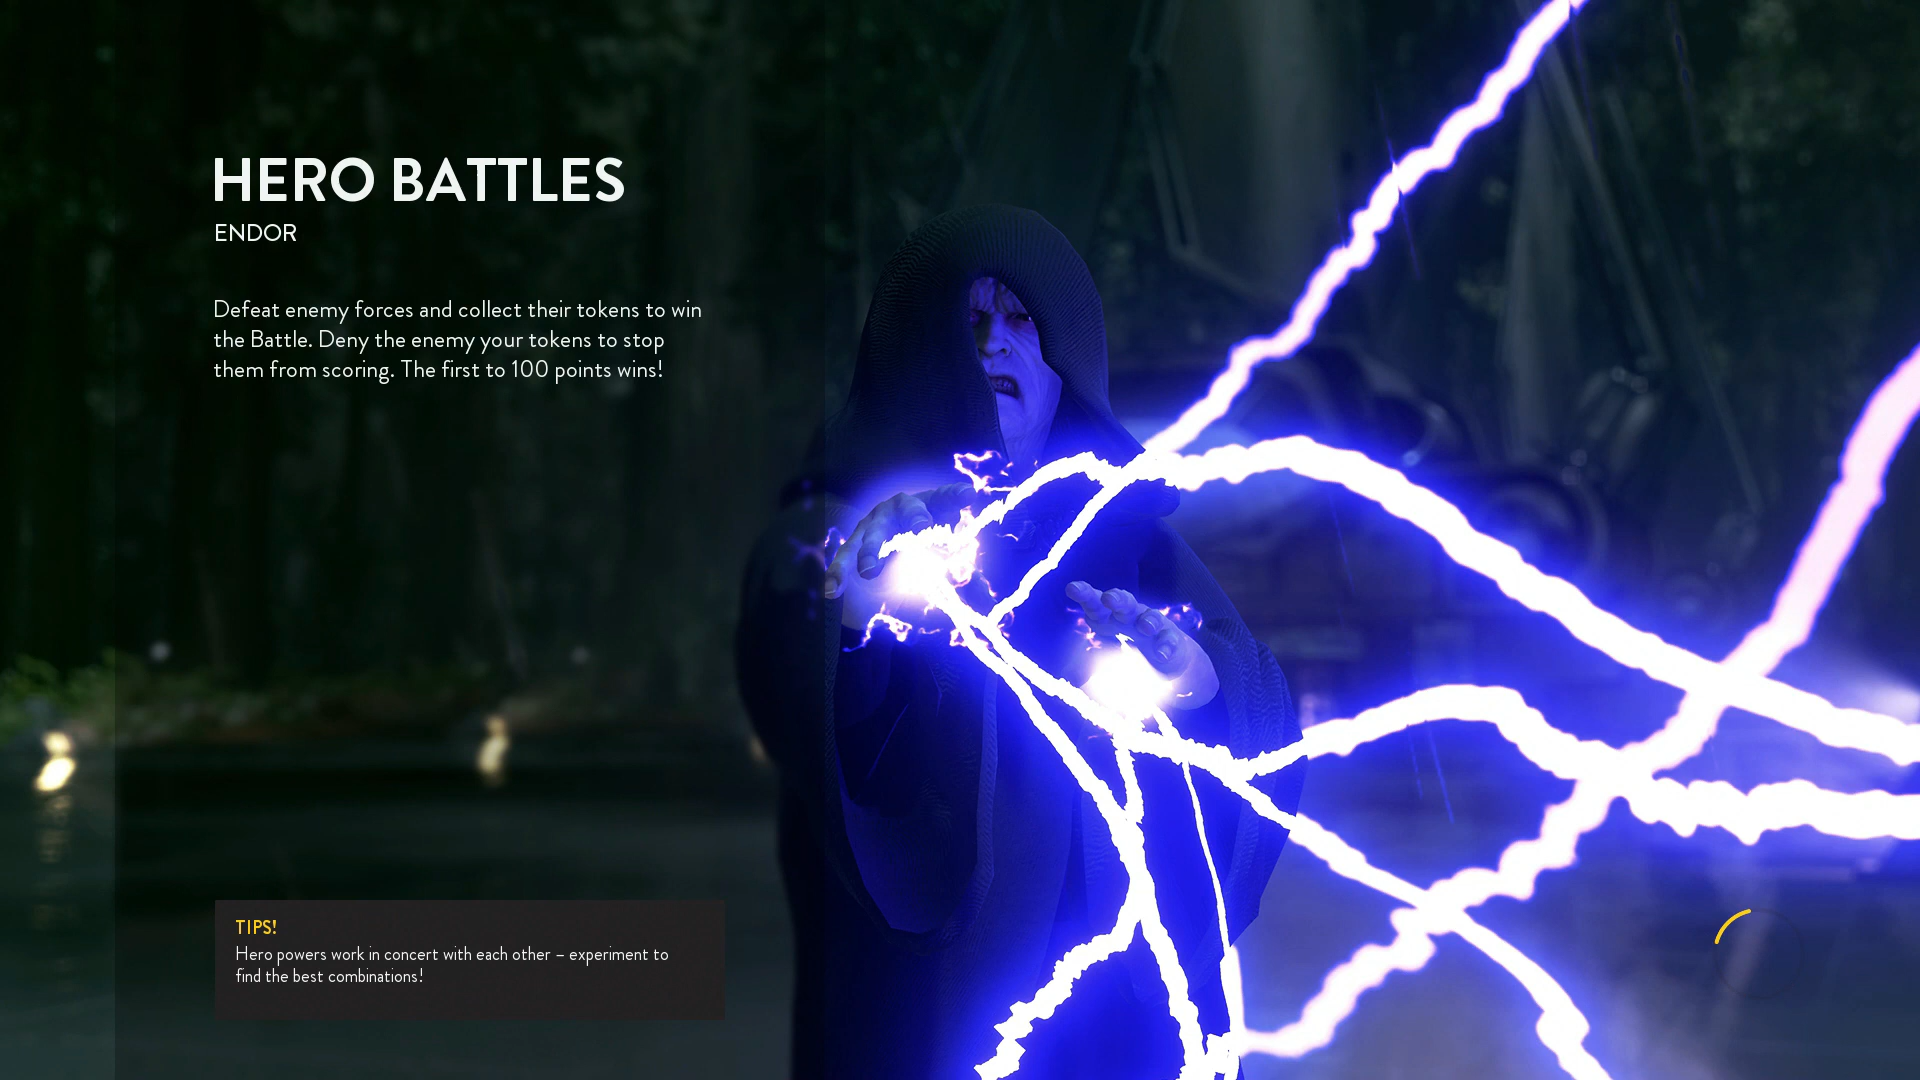 HERO BATTLES
ENDOR
Defeat enemy forces and collect their tokens to win
the Battle. Deny the enemy your tokens to stop
them from scoring. The first to 100 points wins!
TIPS!
Hero powers work in concert with each other – experiment to
find the best combinations!